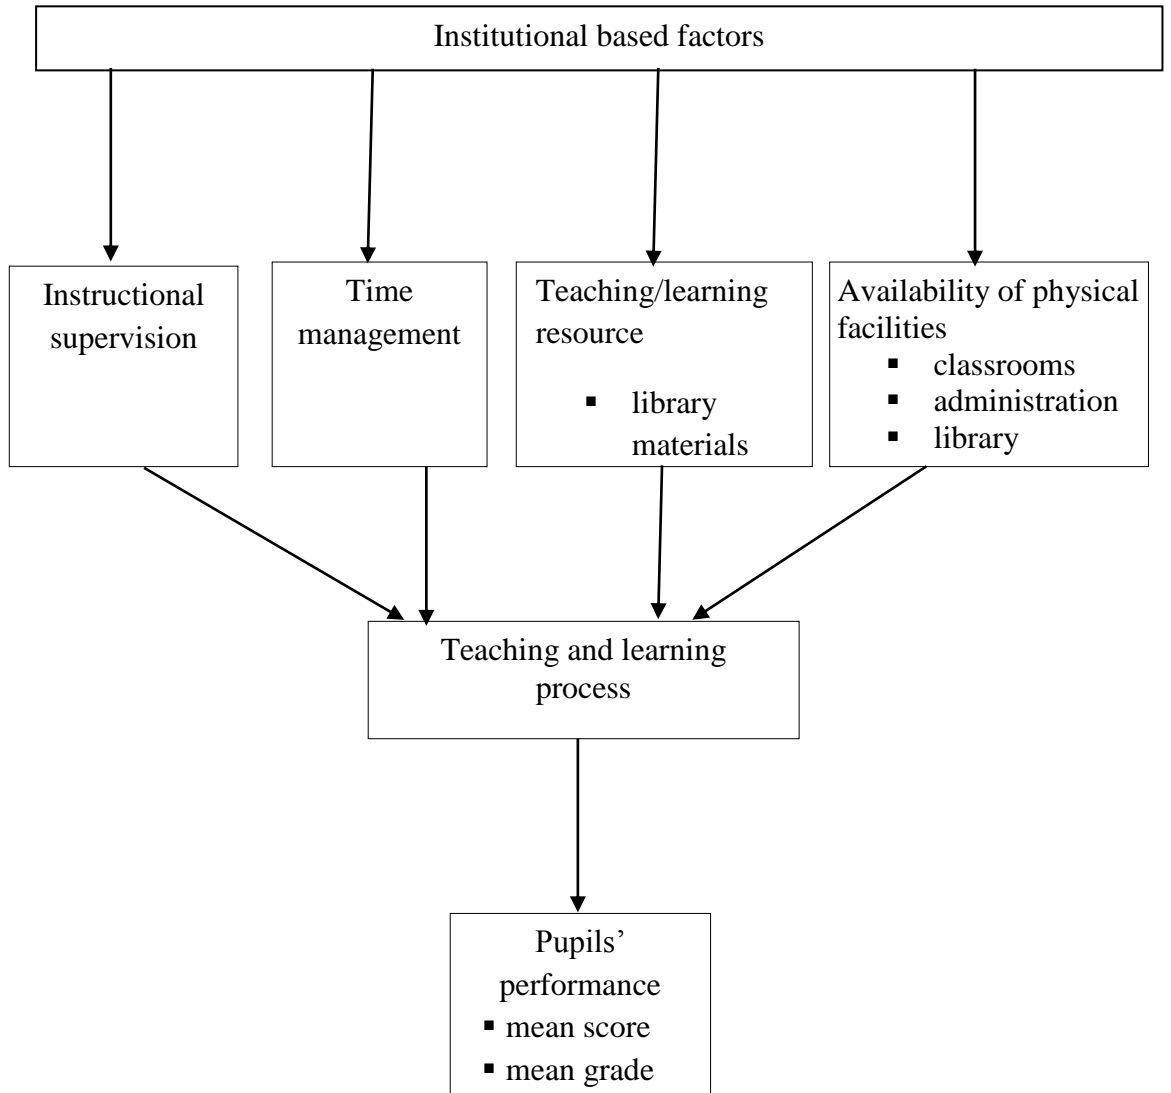 Institutional based factors
Instructional
supervision
Time
management
Teaching/learning
resource
▪ library
materials
Availability of physical
facilities
▪ classrooms
▪ administration
▪ library
Teaching and learning
process
Pupils’
performance
▪ mean score
▪ mean grade